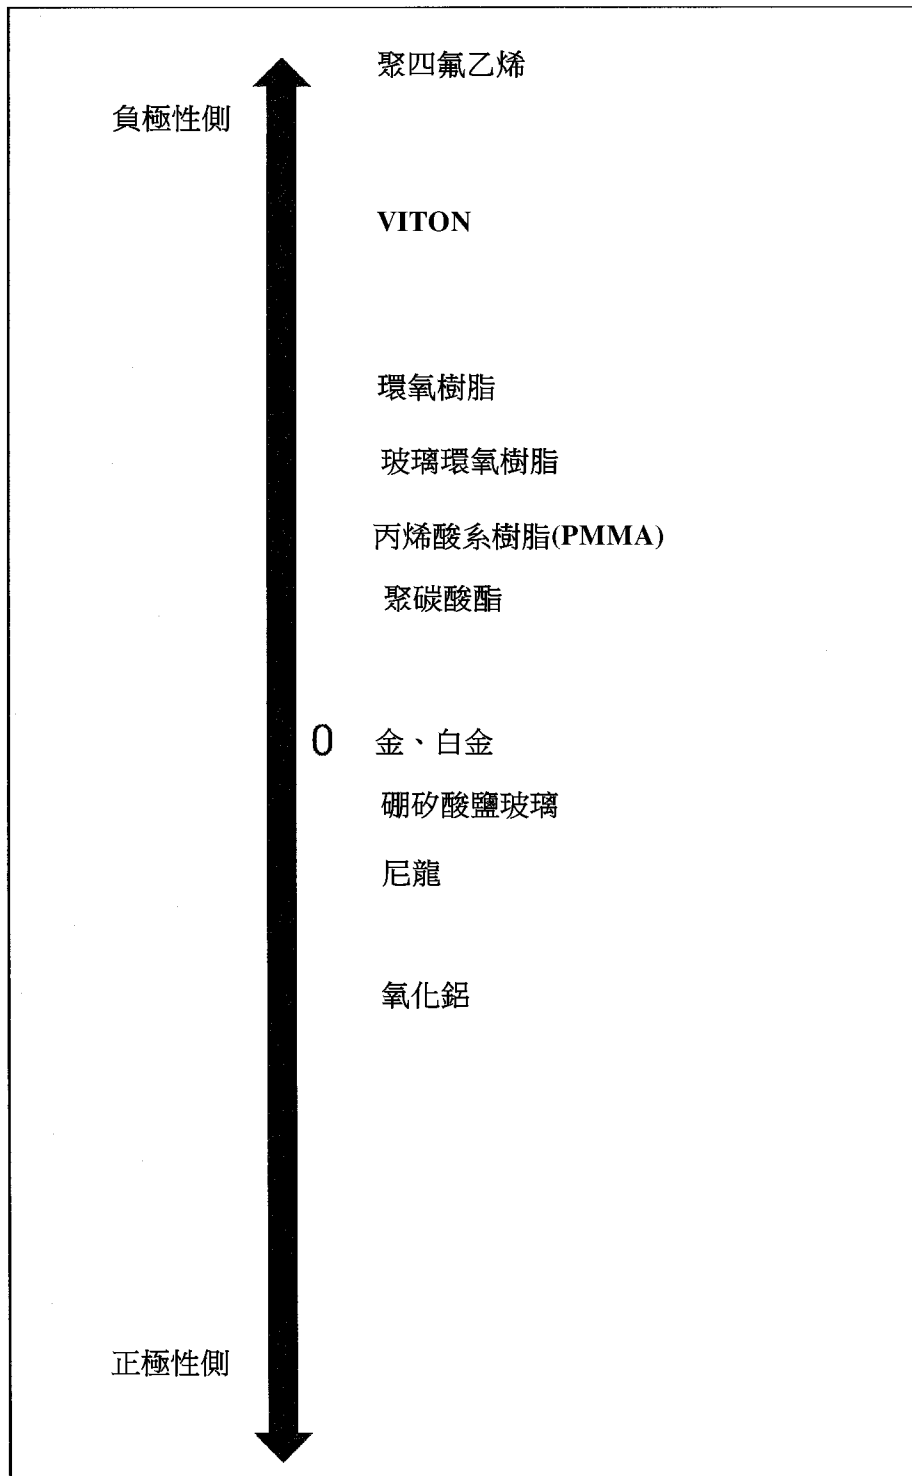 聚四氟乙烯
負極性側
VITON
環氧樹脂
玻璃環氧樹脂
丙烯酸系樹脂(PMMA)
聚碳酸酯
0 金、白金
硼矽酸鹽玻璃
尼龍
氧化鋁
正極性側